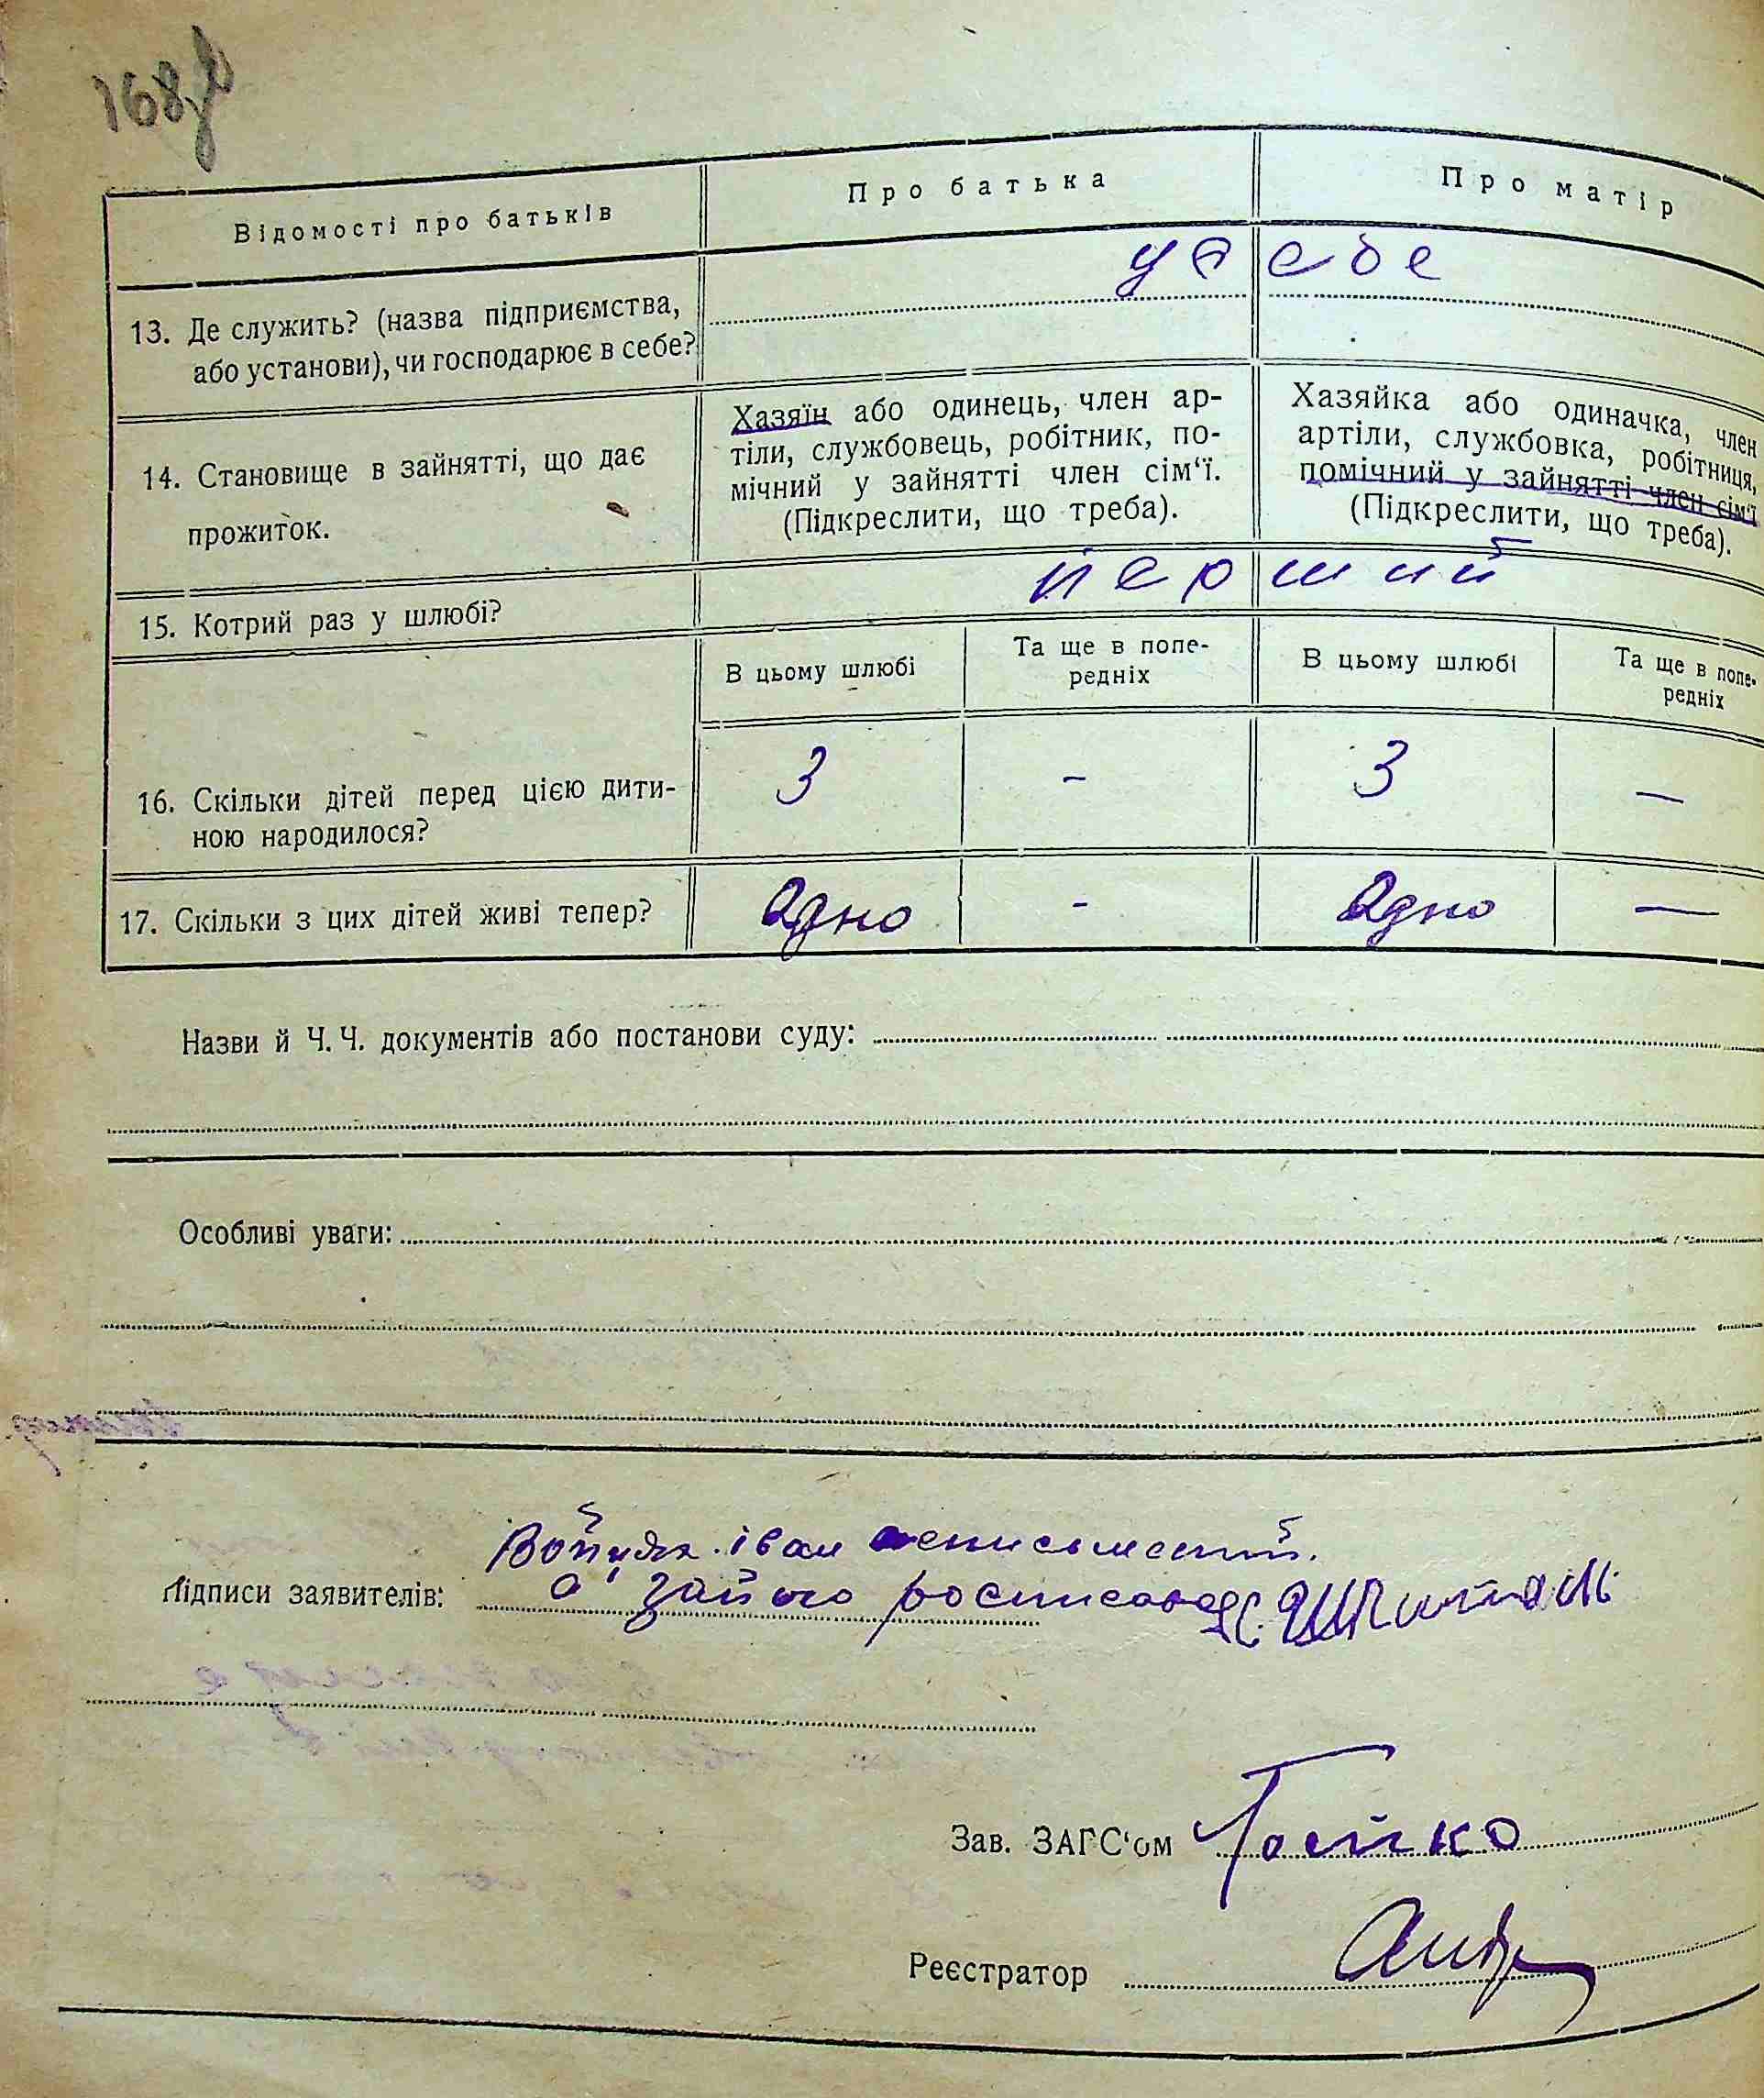 168
Відомості про батьків
Про батька
Про матір
у себе
13. Де служить? (назва підприємства,
або установи), чи господарює в себе?
14. Становище в зайнятті, що дає
прожиток.
Хазяїн або одинець, член ар-
тіли, службовець, робітник, по-
мічний у зайнятті член сім‘ї.
(Підкреслити, що треба).
Хазяйка або одиначка, член
артіли, службовка, робітниця,
помічний у зайнятті член сім‘ї
(Підкреслити, що треба).
15. Котрий раз у шлюбі?
перший
В цьому шлюбі
Та ще в попе-
редніх
В цьому шлюбі
Та ще в попе-
редніх
16. Скільки дітей перед цією дити-
ною народилося?
3 - 3 —
17. Скільки з цих дітей живі тепер?
Одно - Одно —
Назви й Ч. Ч. документів або постанови суду:
Особливі уваги:
іван неписьмений.
Підписи заявителів:
а за його росписався
Зав. ЗАГС‘ом
Реєстратор